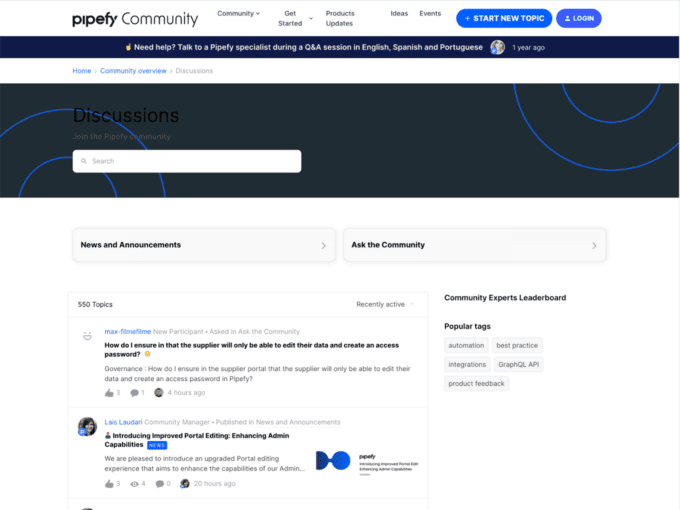 pipefy Community
Community
Get Started
Products Updates
Ideas
Events
+ START NEW TOPIC
LOGIN
☝ Need help? Talk to a Pipefy specialist during a Q&A session in English, Spanish and Portuguese
1 year ago
Home > Community overview > Discussions
Discussions
Join the Pipefy community
Search
News and Announcements
Ask the Community
550 Topics
Recently active
Community Experts Leaderboard
max-filmefilme New Participant • Asked in Ask the Community
How do I ensure in that the supplier will only be able to edit their data and create an access
password?
Governance : How do I ensure in the supplier portal that the supplier will only be able to edit their
data and create an access password in Pipefy?
3 1 4 hours ago
Popular tags
automation best practice
integrations GraphQL API
product feedback
Lais Laudari Community Manager • Published in News and Announcements
Introducing Improved Portal Editing: Enhancing Admin
Capabilities NEWS
We are pleased to introduce an upgraded Portal editing
experience that aims to enhance the capabilities of our Admin...
3 4 0 20 hours ago
pipefy
Introducing Improved Portal Edit
Enhancing Admin Capabilities